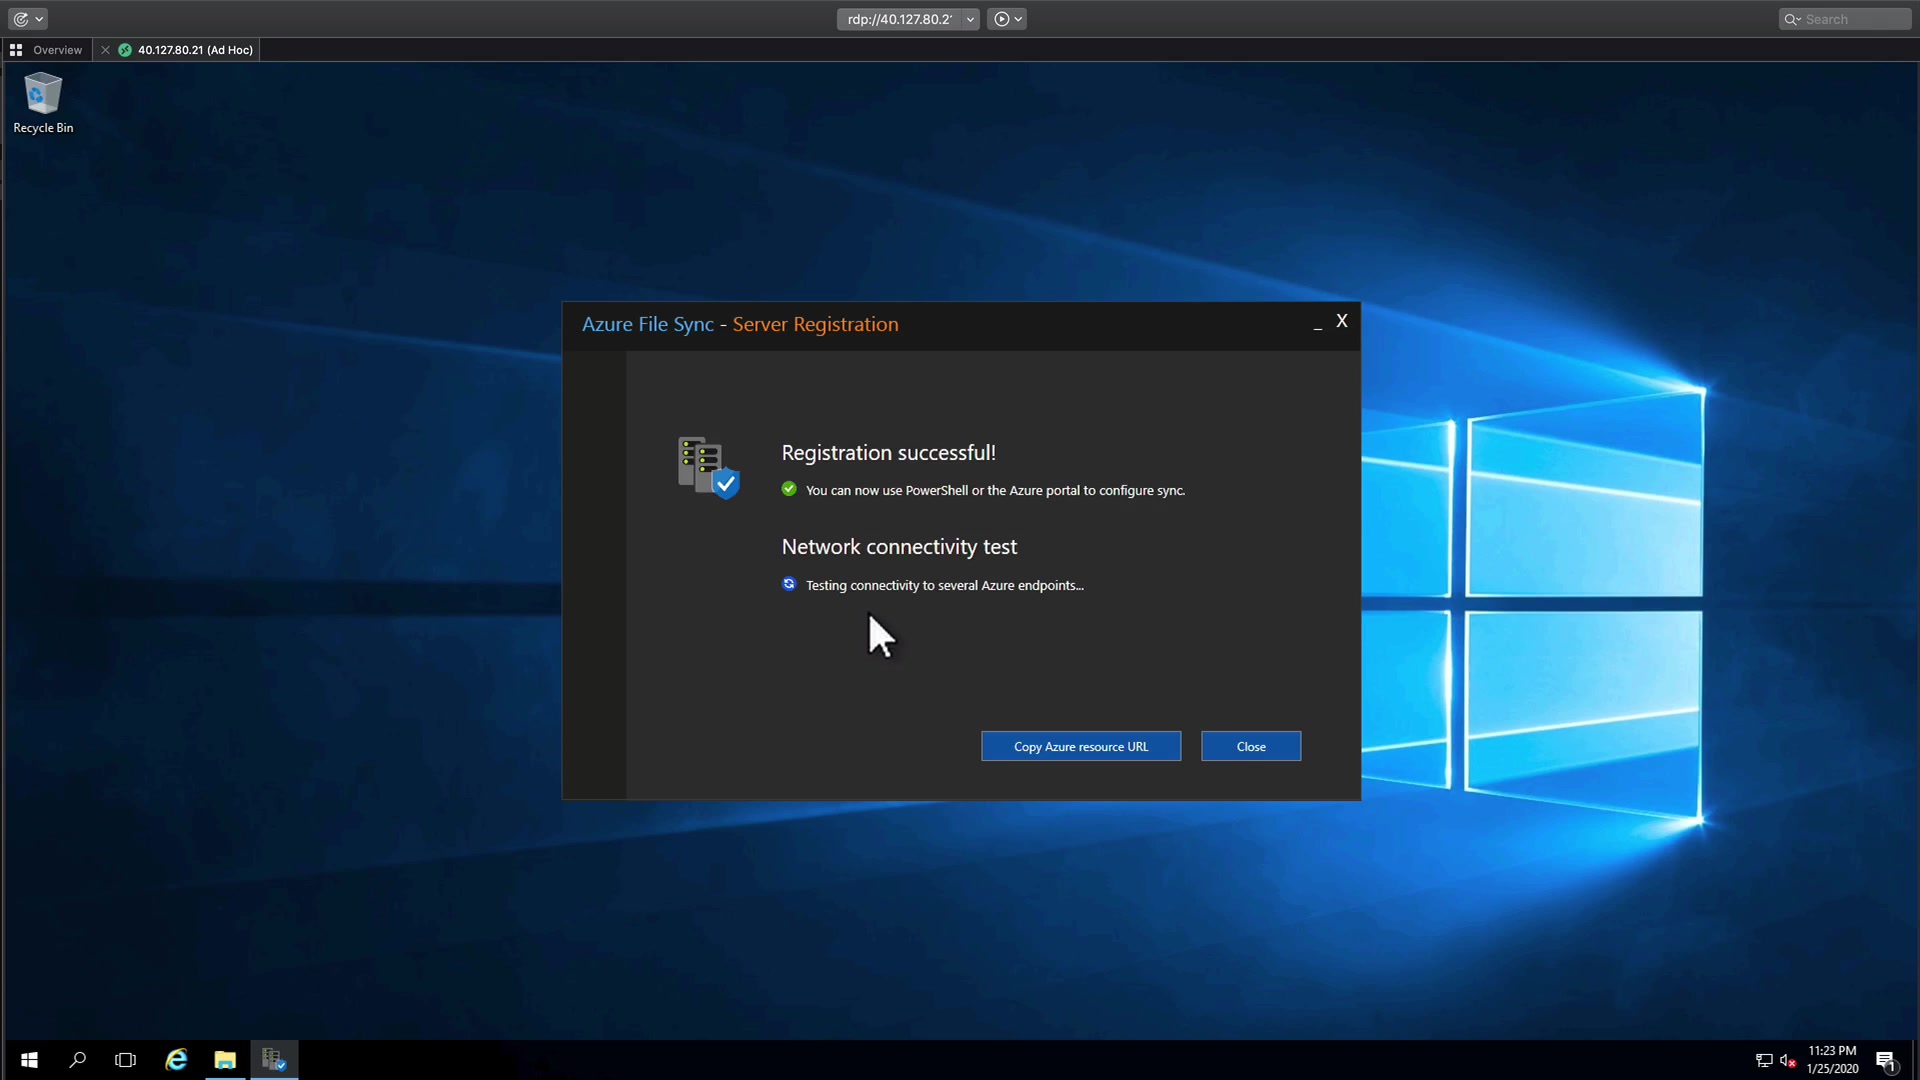 rdp://40.127.80.2
Search
Overview
40.127.80.21 (Ad Hoc)
Recycle Bin
Azure File Sync - Server Registration
_ X
Registration successful!
You can now use PowerShell or the Azure portal to configure sync.
Network connectivity test
Testing connectivity to several Azure endpoints...
Copy Azure resource URL
Close
11:23 PM
1/25/2020
1